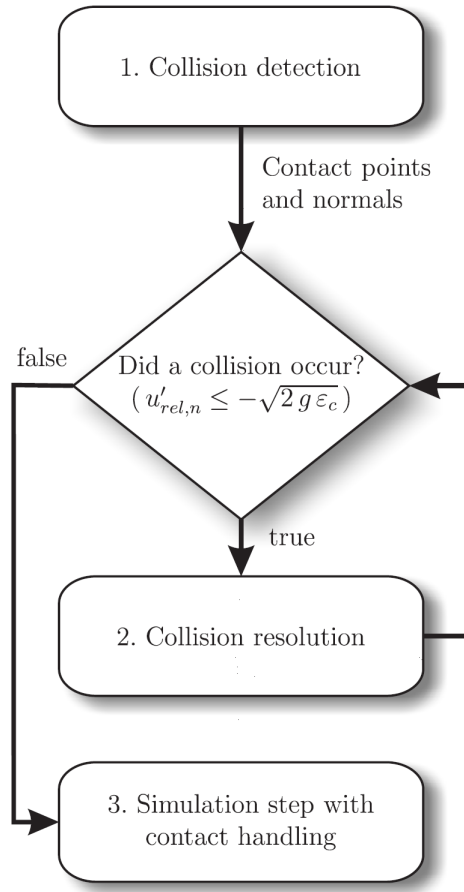 1. Collision detection
Contact points
and normals
false
Did a collision occur?
( u′rel,n ≤ −√2 g εc )
true
2. Collision resolution
3. Simulation step with
contact handling